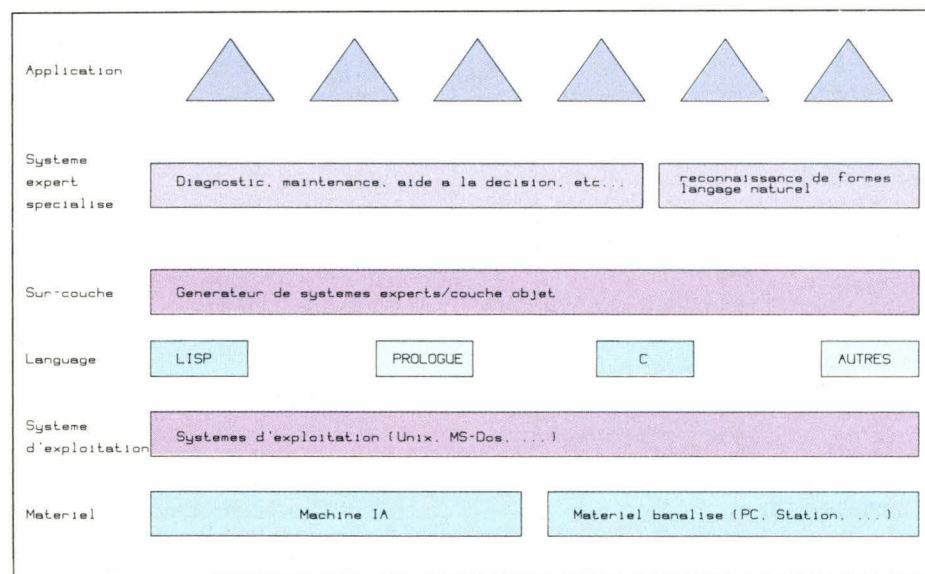 Application
Systeme
expert
specialise
Diagnostic, maintenance, aide a la decision, etc...
reconnaissance de formes
langage naturel
Sur-couche
Generateur de systemes experts/couche objet
Language
LISP
PROLOGUE
C
AUTRES
Systeme
d'exploitation
Systemes d'exploitation (Unix, MS-Dos, ...)
Materiel
Machine IA
Materiel banalise (PC, Station, ...)